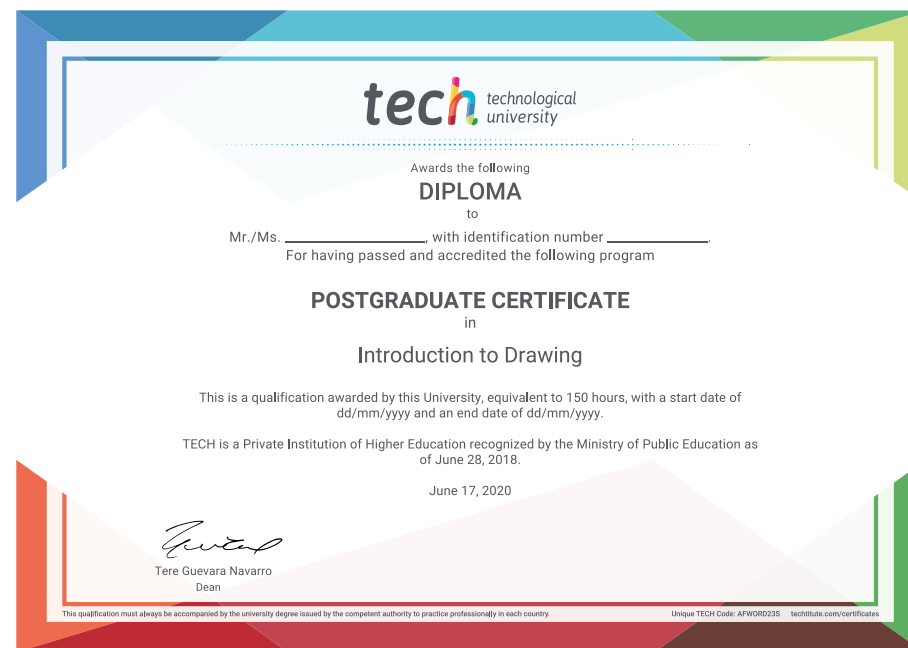 tech technological
university
Awards the following
DIPLOMA
to
Mr./Ms. ____________________, with identification number ______________.
For having passed and accredited the following program
POSTGRADUATE CERTIFICATE
in
Introduction to Drawing
This is a qualification awarded by this University, equivalent to 150 hours, with a start date of
dd/mm/yyyy and an end date of dd/mm/yyyy.
TECH is a Private Institution of Higher Education recognized by the Ministry of Public Education as
of June 28, 2018.
June 17, 2020
Tere Guevara Navarro
Dean
This qualification must always be accompanied by the university degree issued by the competent authority to practice professionally in each country. Unique TECH Code: AFWORD23S techtitute.com/certificates